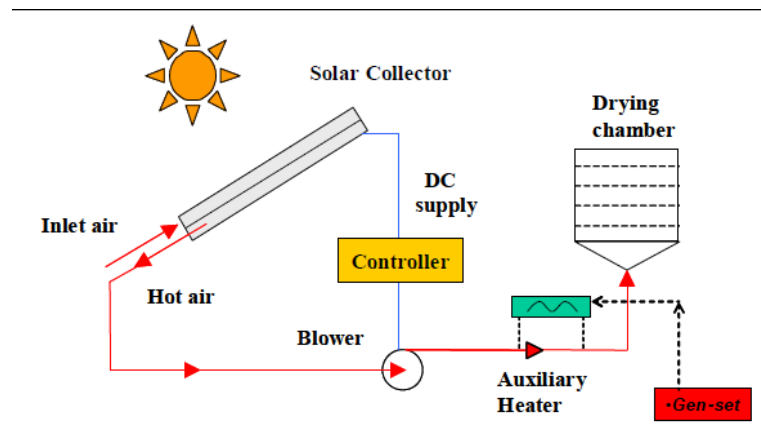 Solar Collector
Drying
chamber
DC
supply
Inlet air
Controller
Hot air
Blower
Auxiliary
Heater
•Gen-set